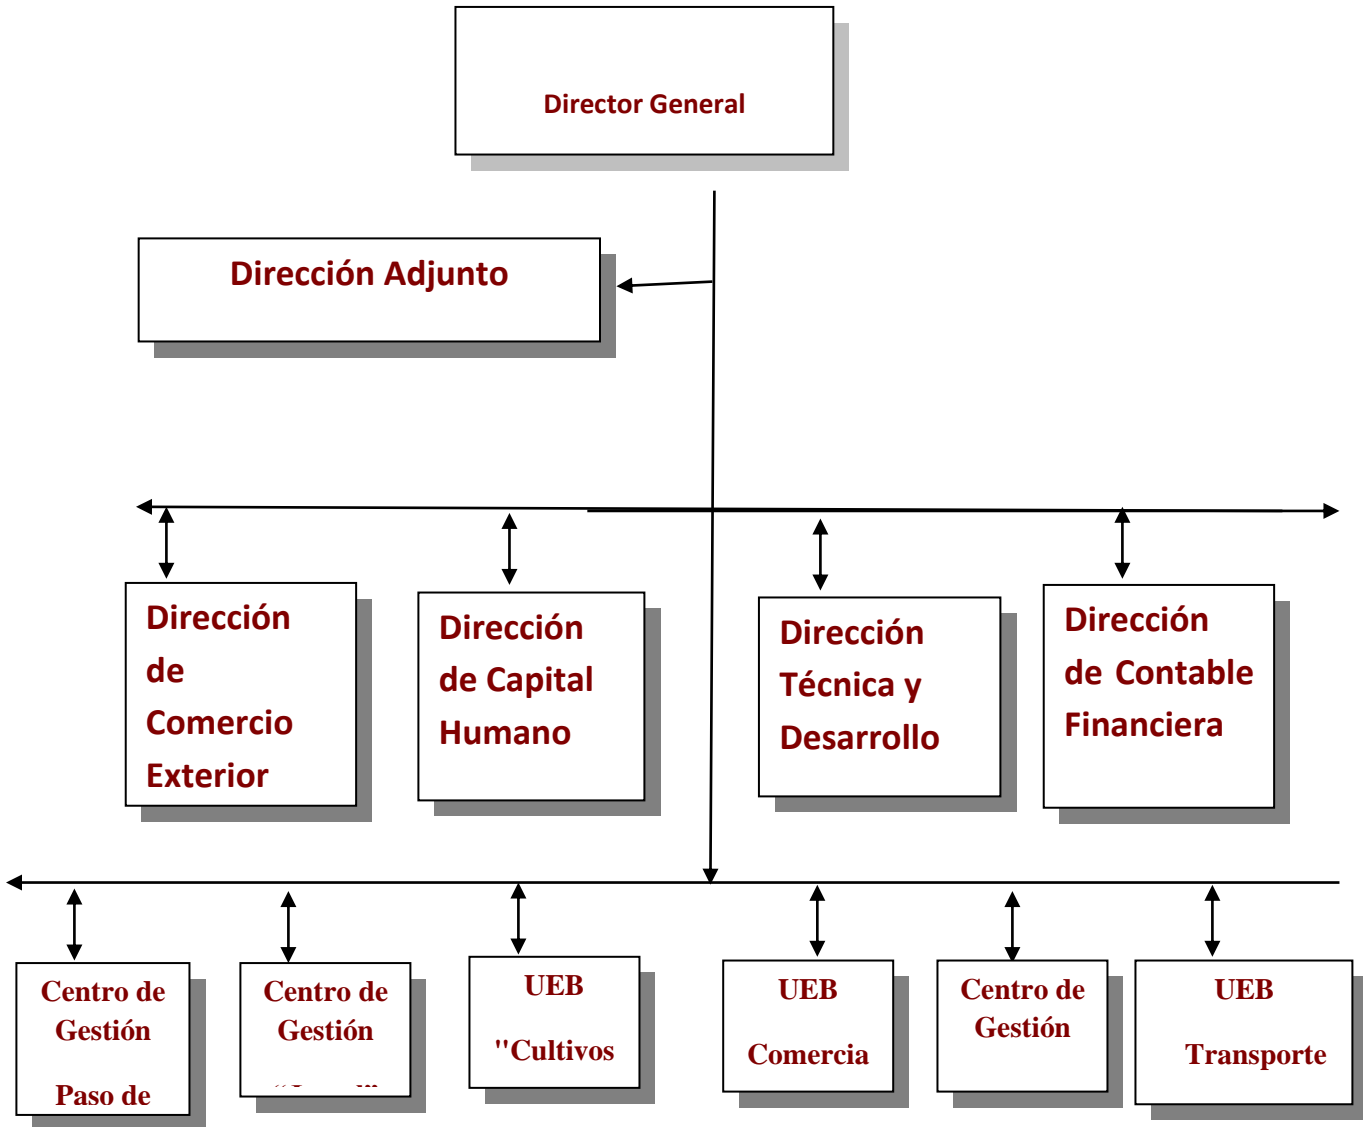 Director General
Dirección Adjunto
Dirección
de
Comercio
Exterior
Dirección
de Capital
Humano
Dirección
Técnica y
Desarrollo
Dirección
de Contable
Financiera
Centro de
Gestión
Paso de
Centro de
Gestión
UEB
"Cultivos
UEB
Comercia
Centro de
Gestión
UEB
Transporte